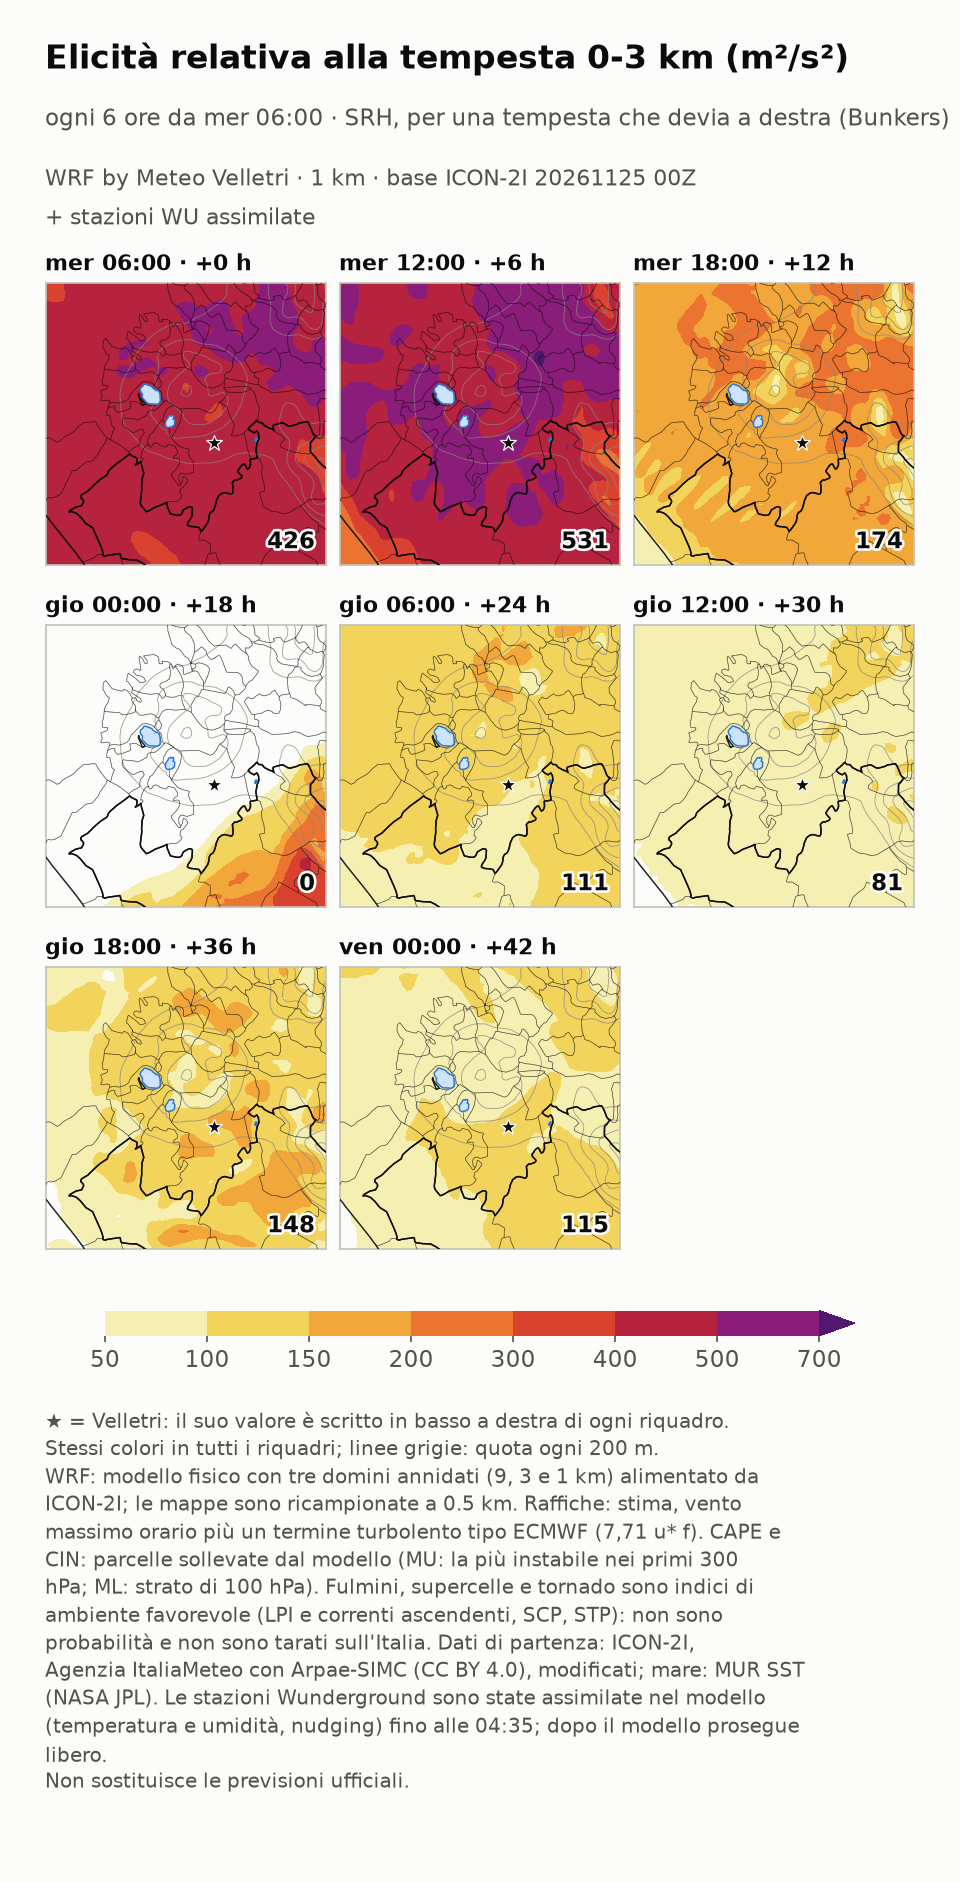 Elicità relativa alla tempesta 0-3 km (m²/s²)
ogni 6 ore da mer 06:00 · SRH, per una tempesta che devia a destra (Bunkers)
WRF by Meteo Velletri · 1 km · base ICON-2I 20261125 00Z
+ stazioni WU assimilate
mer 06:00 · +0 h
mer 12:00 · +6 h
mer 18:00 · +12 h
426
531
174
gio 00:00 · +18 h
gio 06:00 · +24 h
gio 12:00 · +30 h
0
111
81
gio 18:00 · +36 h
ven 00:00 · +42 h
148
115
50 100 150 200 300 400 500 700
★ = Velletri: il suo valore è scritto in basso a destra di ogni riquadro.
Stessi colori in tutti i riquadri; linee grigie: quota ogni 200 m.
WRF: modello fisico con tre domini annidati (9, 3 e 1 km) alimentato da
ICON-2I; le mappe sono ricampionate a 0.5 km. Raffiche: stima, vento
massimo orario più un termine turbolento tipo ECMWF (7,71 u* f). CAPE e
CIN: parcelle sollevate dal modello (MU: la più instabile nei primi 300
hPa; ML: strato di 100 hPa). Fulmini, supercelle e tornado sono indici di
ambiente favorevole (LPI e correnti ascendenti, SCP, STP): non sono
probabilità e non sono tarati sull'Italia. Dati di partenza: ICON-2I,
Agenzia ItaliaMeteo con Arpae-SIMC (CC BY 4.0), modificati; mare: MUR SST
(NASA JPL). Le stazioni Wunderground sono state assimilate nel modello
(temperatura e umidità, nudging) fino alle 04:35; dopo il modello prosegue
libero.
Non sostituisce le previsioni ufficiali.